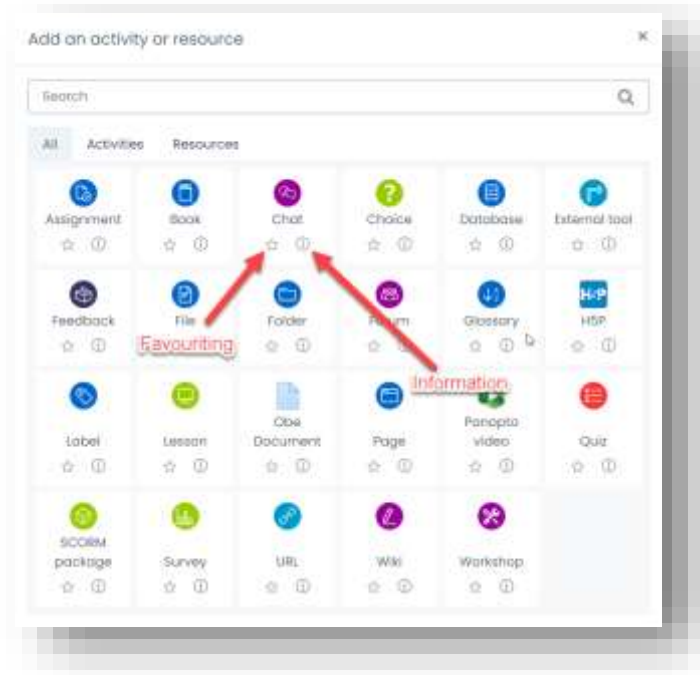 Add an activity or resource ×
Search
All Activities Resources
Assignment Book Chat Choice Database External tool
Feedback File Folder Forum Glossary H5P
Favouriting
Information
Label Lesson Obe Document Page Panopto video Quiz
SCORM package Survey URL Wiki Workshop